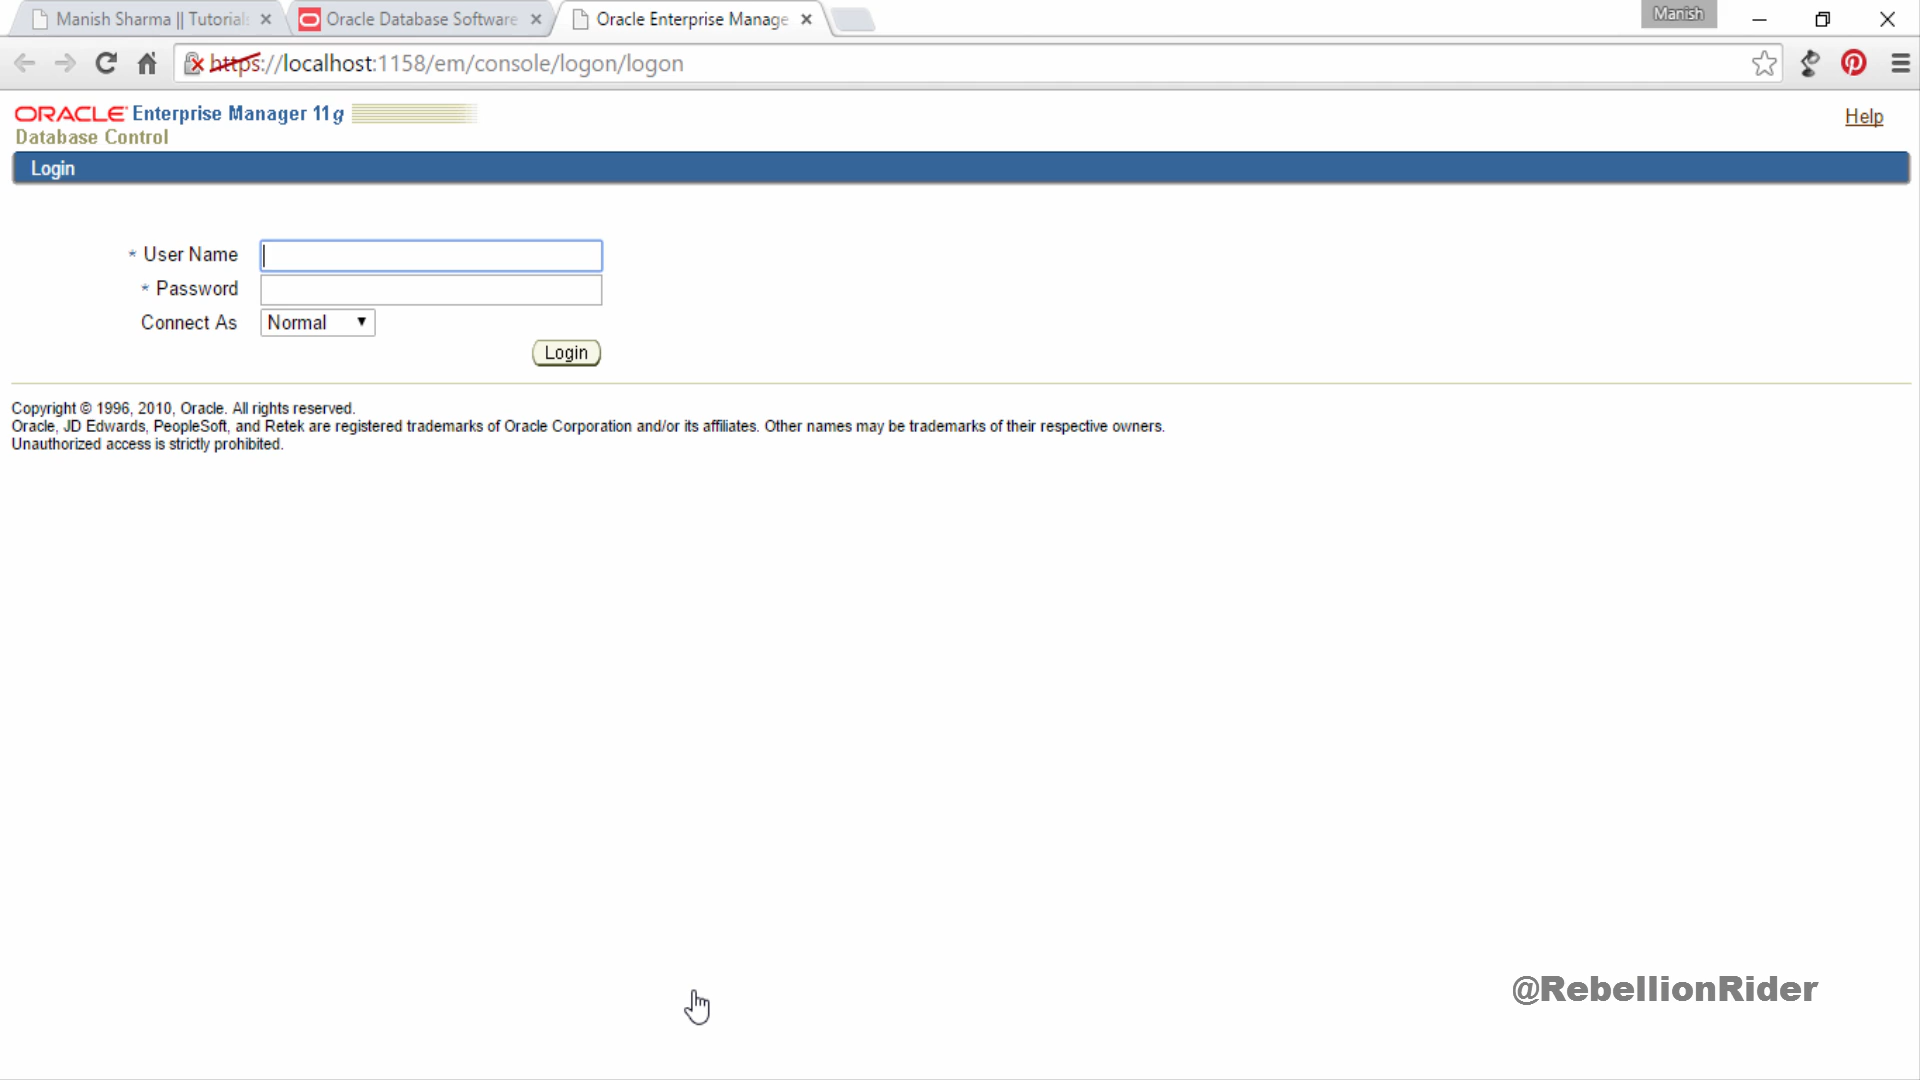 Manish Sharma || Tutorial
Oracle Database Software
Oracle Enterprise Manage
Manish
https://localhost:1158/em/console/logon/logon
ORACLE Enterprise Manager 11g
Database Control
Help
Login
* User Name
* Password
Connect As Normal
Login
Copyright © 1996, 2010, Oracle. All rights reserved.
Oracle, JD Edwards, PeopleSoft, and Retek are registered trademarks of Oracle Corporation and/or its affiliates. Other names may be trademarks of their respective owners.
Unauthorized access is strictly prohibited.
@RebellionRider